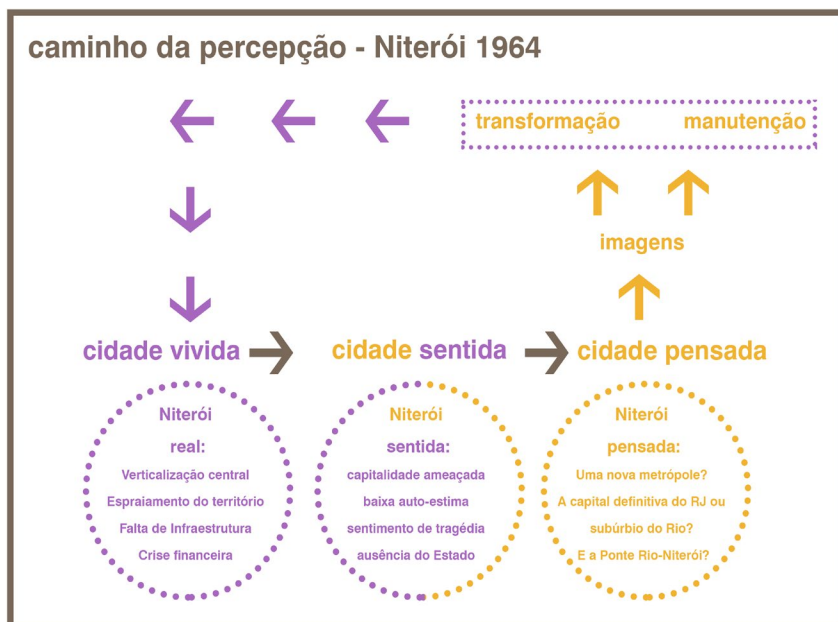 caminho da percepção - Niterói 1964
transformação manutenção
imagens
cidade vivida cidade sentida cidade pensada
Niterói
real:
Verticalização central
Espraiamento do território
Falta de Infraestrutura
Crise financeira
Niterói
sentida:
capitalidade ameaçada
baixa auto-estima
sentimento de tragédia
ausência do Estado
Niterói
pensada:
Uma nova metrópole?
A capital definitiva do RJ ou
subúrbio do Rio?
E a Ponte Rio-Niterói?